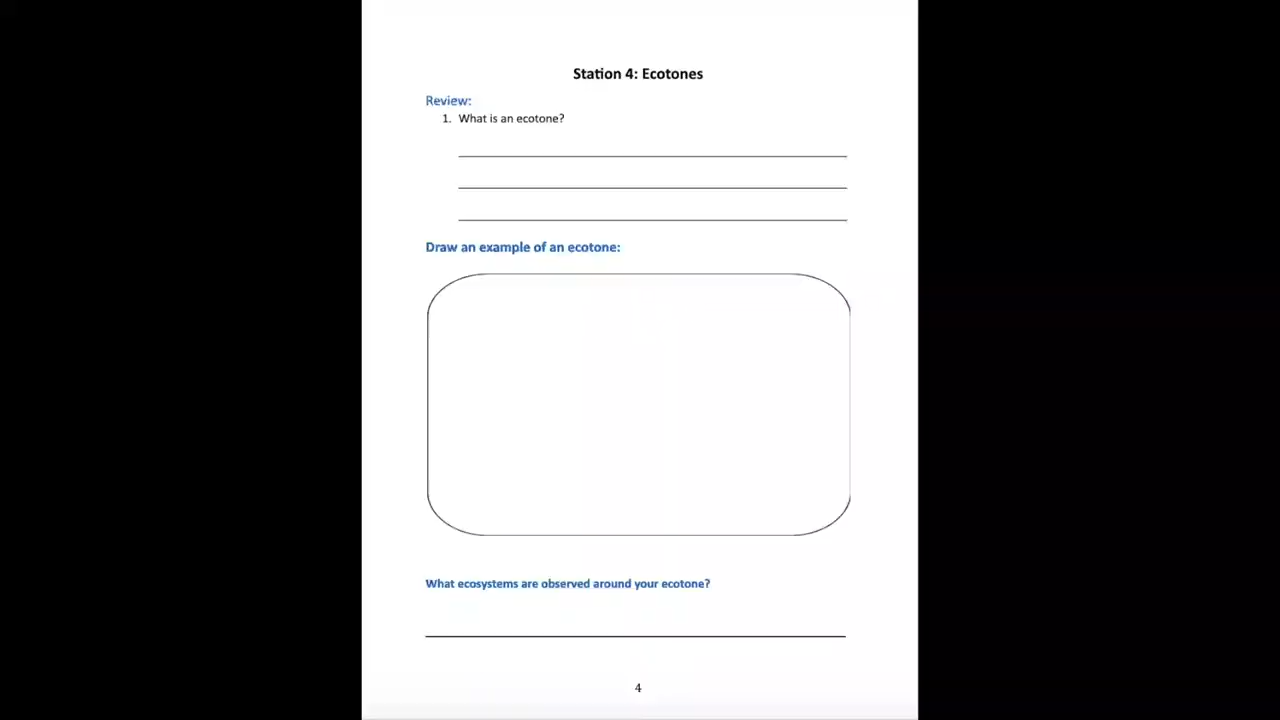 Station 4: Ecotones
Review:
1. What is an ecotone?
Draw an example of an ecotone:
What ecosystems are observed around your ecotone?
4